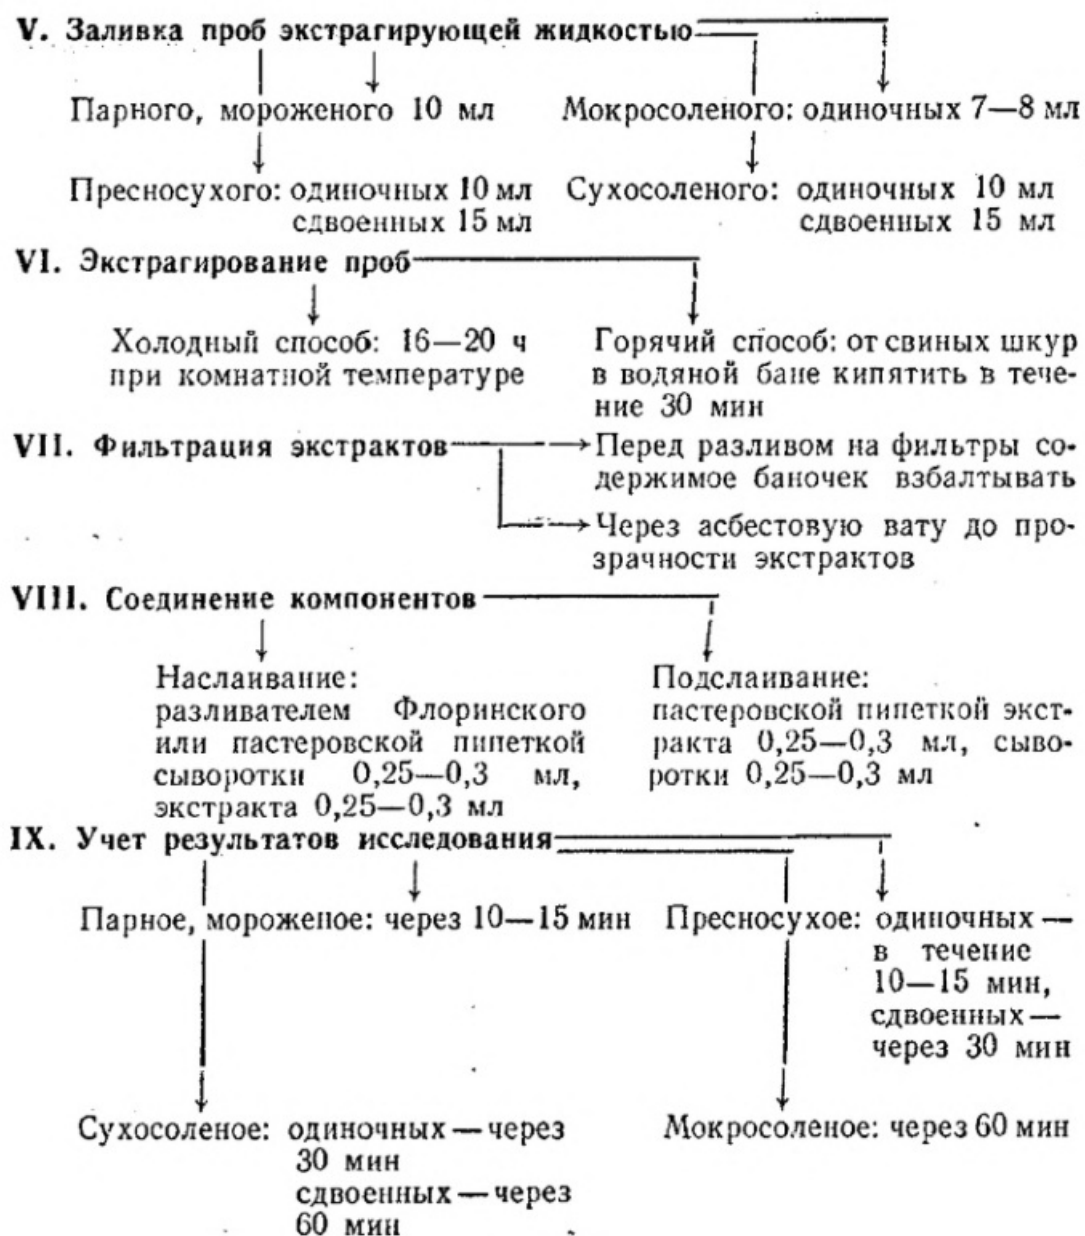 V. Заливка проб экстрагирующей жидкостью
Парного, мороженого 10 мл
Мокросоленого: одиночных 7—8 мл
Пресносухого: одиночных 10 мл
сдвоенных 15 мл
Сухосоленого: одиночных 10 мл
сдвоенных 15 мл
VI. Экстрагирование проб
Холодный способ: 16—20 ч
при комнатной температуре
Горячий способ: от свиных шкур
в водяной бане кипятить в тече-
ние 30 мин
VII. Фильтрация экстрактов
Перед разливом на фильтры со-
держимое баночек взбалтывать
Через асбестовую вату до про-
зрачности экстрактов
VIII. Соединение компонентов
Наслаивание:
разливателем Флоринского
или пастеровской пипеткой
сыворотки 0,25—0,3 мл,
экстракта 0,25—0,3 мл
Подслаивание:
пастеровской пипеткой экст-
ракта 0,25—0,3 мл, сыво-
ротки 0,25—0,3 мл
IX. Учет результатов исследования
Парное, мороженое: через 10—15 мин
Пресносухое: одиночных —
в течение
10—15 мин,
сдвоенных —
через 30 мин
Сухосоленое: одиночных — через
30 мин
сдвоенных — через
60 мин
Мокросоленое: через 60 мин